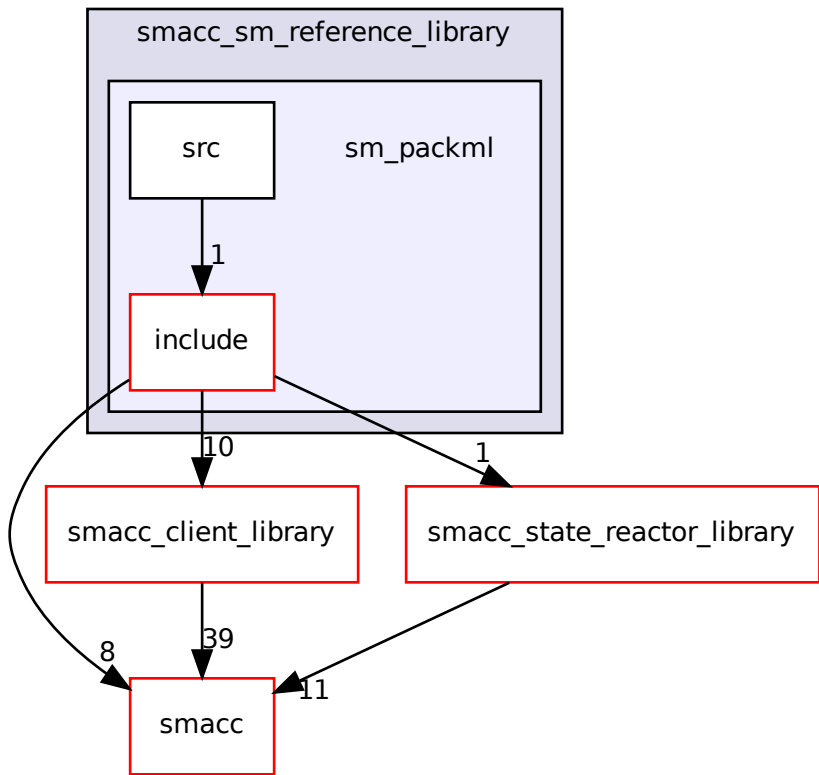 smacc_sm_reference_library
src
sm_packml
1
include
10
1
smacc_client_library
smacc_state_reactor_library
8
39
11
smacc